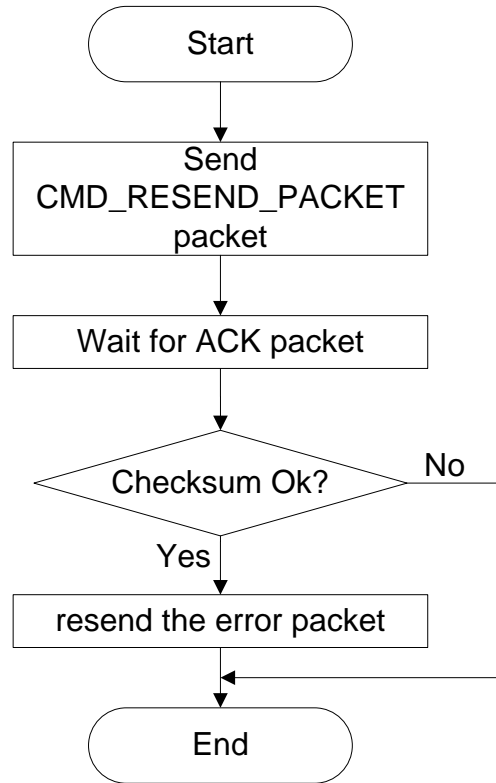 Start
Send
CMD_RESEND_PACKET
packet
Wait for ACK packet
Checksum Ok?
No
Yes
resend the error packet
End